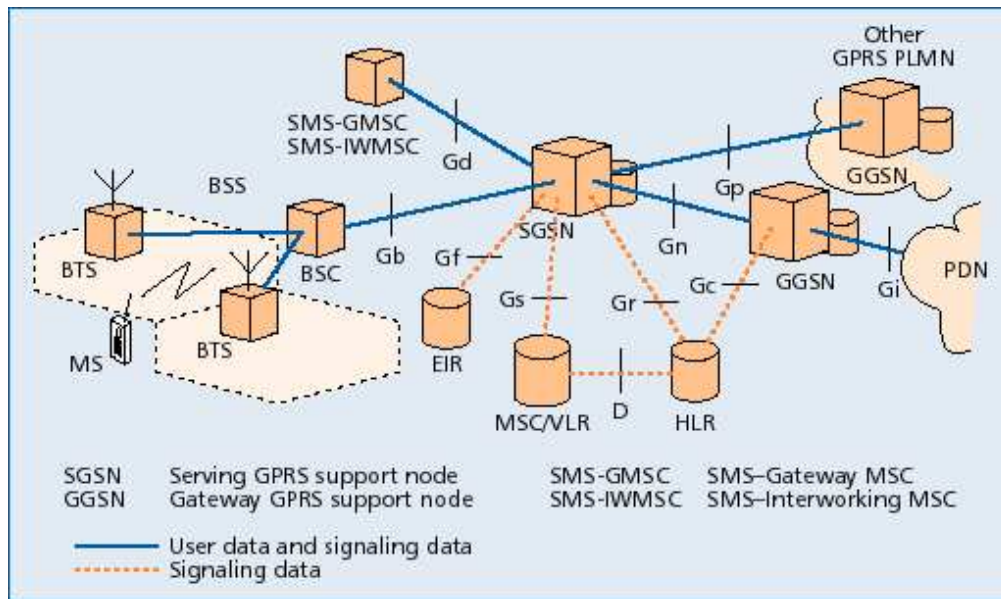 Other
GPRS PLMN
SMS-GMSC
SMS-IWMSC
Gd
BSS
Gp
GGSN
SGSN
Gb
Gn
BTS
BSC
Gf
GGSN
Gi
PDN
Gs
Gr
Gc
MS
BTS
EIR
MSC/VLR
D
HLR
SGSN Serving GPRS support node
GGSN Gateway GPRS support node
SMS-GMSC SMS–Gateway MSC
SMS-IWMSC SMS–Interworking MSC
User data and signaling data
Signaling data